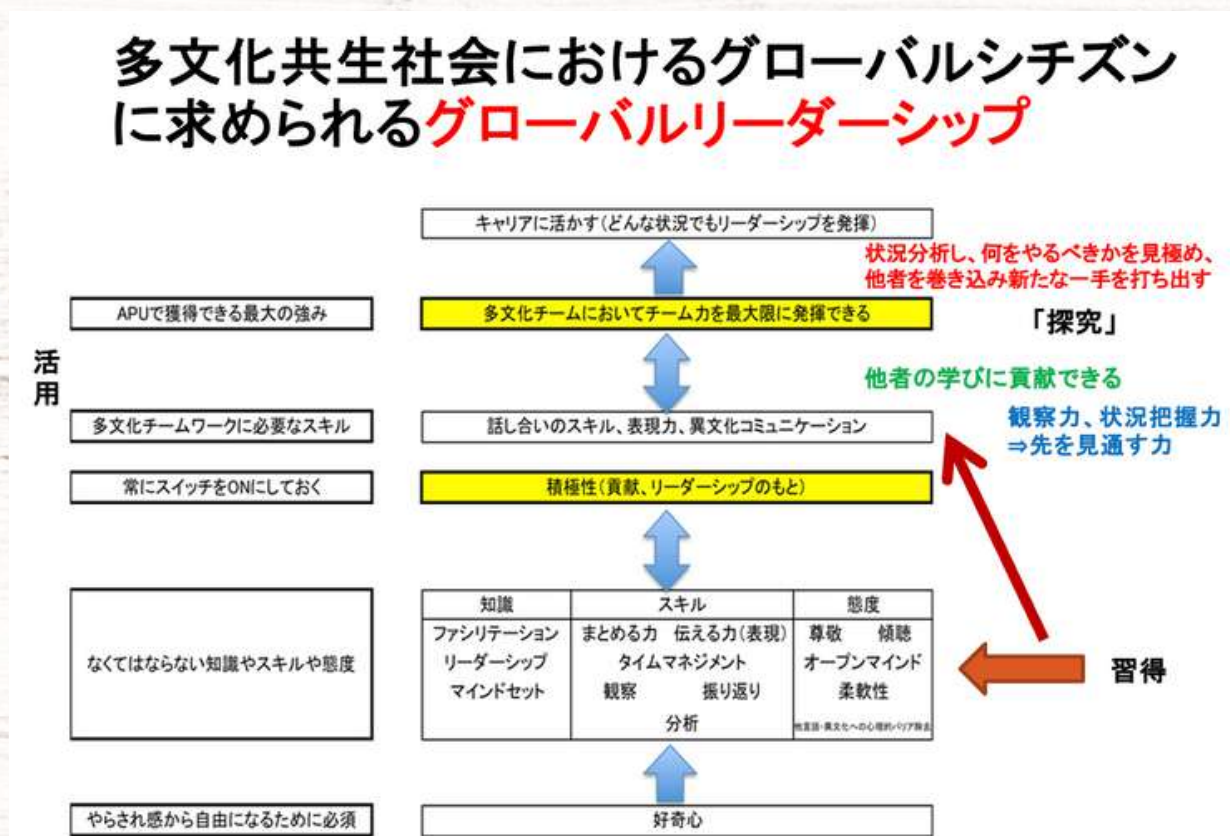 多文化共生社会におけるグローバルシチズン
に求められるグローバルリーダーシップ
キャリアに活かす(どんな状況でもリーダーシップを発揮)
状況分析し、何をやるべきかを見極め、
他者を巻き込み新たな一手を打ち出す
APUで獲得できる最大の強み
多文化チームにおいてチーム力を最大限に発揮できる
「探究」
活用
他者の学びに貢献できる
多文化チームワークに必要なスキル
話し合いのスキル、表現力、異文化コミュニケーション
観察力、状況把握力
⇒先を見通す力
常にスイッチをONにしておく
積極性(貢献、リーダーシップのもと)
なくてはならない知識やスキルや態度
知識
ファシリテーション
リーダーシップ
マインドセット
スキル
まとめる力 伝える力(表現)
タイムマネジメント
観察 振り返り
分析
態度
尊敬 傾聴
オープンマインド
柔軟性
他言語・異文化への心理的バリア除去
習得
やらされ感から自由になるために必須
好奇心